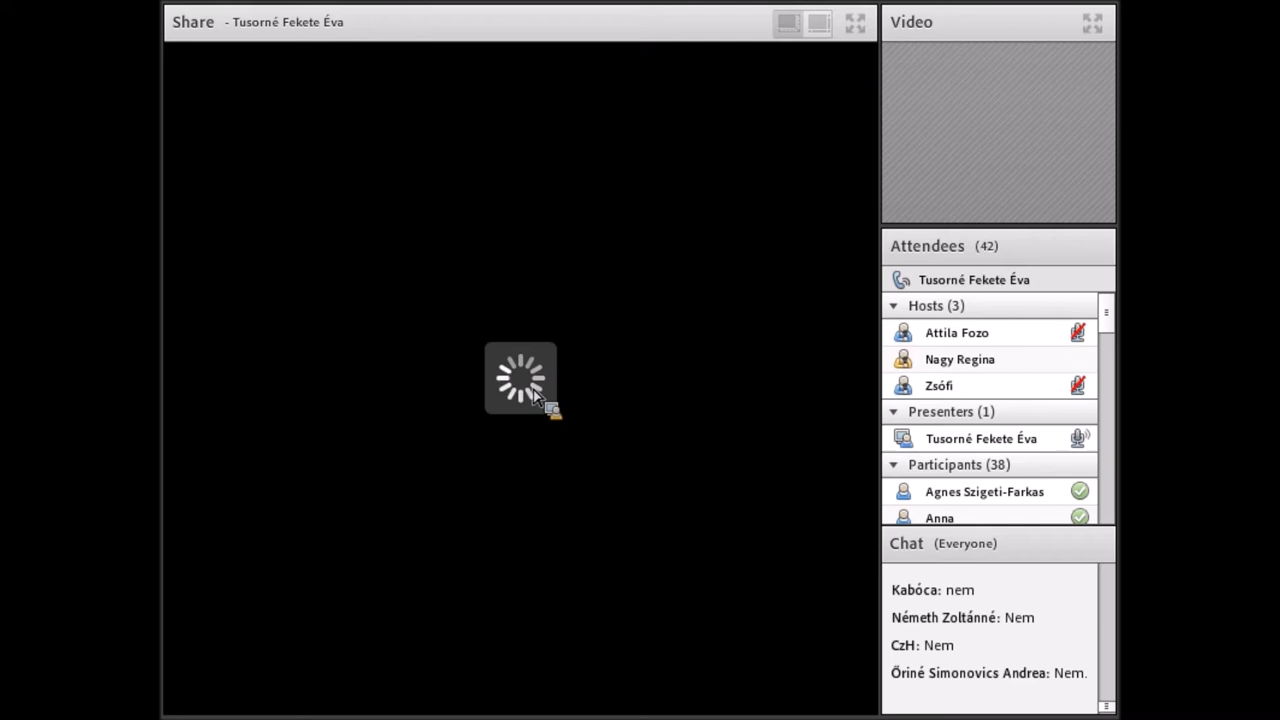 Share - Tusorné Fekete Éva
Video
Attendees (42)
Tusorné Fekete Éva
Hosts (3)
Attila Fozo
Nagy Regina
Zsófi
Presenters (1)
Tusorné Fekete Éva
Participants (38)
Agnes Szigeti-Farkas
Anna
Chat (Everyone)
Kabóca: nem
Németh Zoltánné: Nem
CzH: Nem
Őriné Simonovics Andrea: Nem.